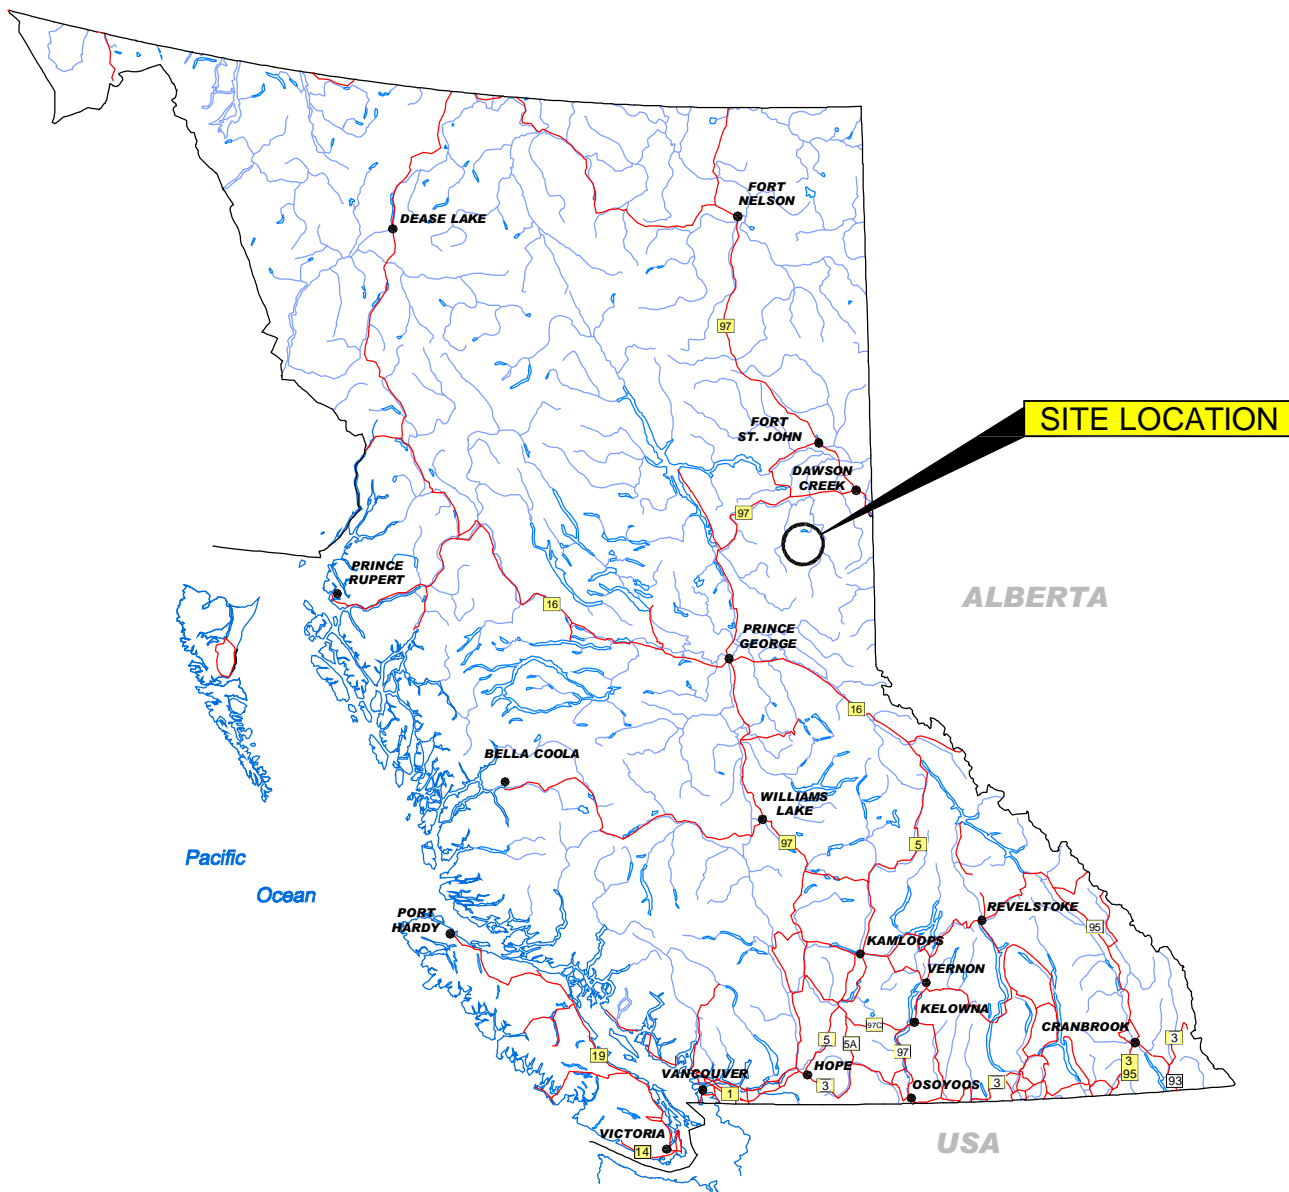 FORT
NELSON
DEASE LAKE
97
SITE LOCATION
FORT
ST. JOHN
DAWSON
CREEK
97
PRINCE
RUPERT
ALBERTA
16
PRINCE
GEORGE
16
BELLA COOLA
WILLIAMS
LAKE
97
5
Pacific
Ocean
PORT
HARDY
REVELSTOKE
95
KAMLOOPS
VERNON
KELOWNA
97C
CRANBROOK
5
5A
97
3
19
3
95
93
VANCOUVER
HOPE
3
OSOYOOS
3
1
VICTORIA
14
USA